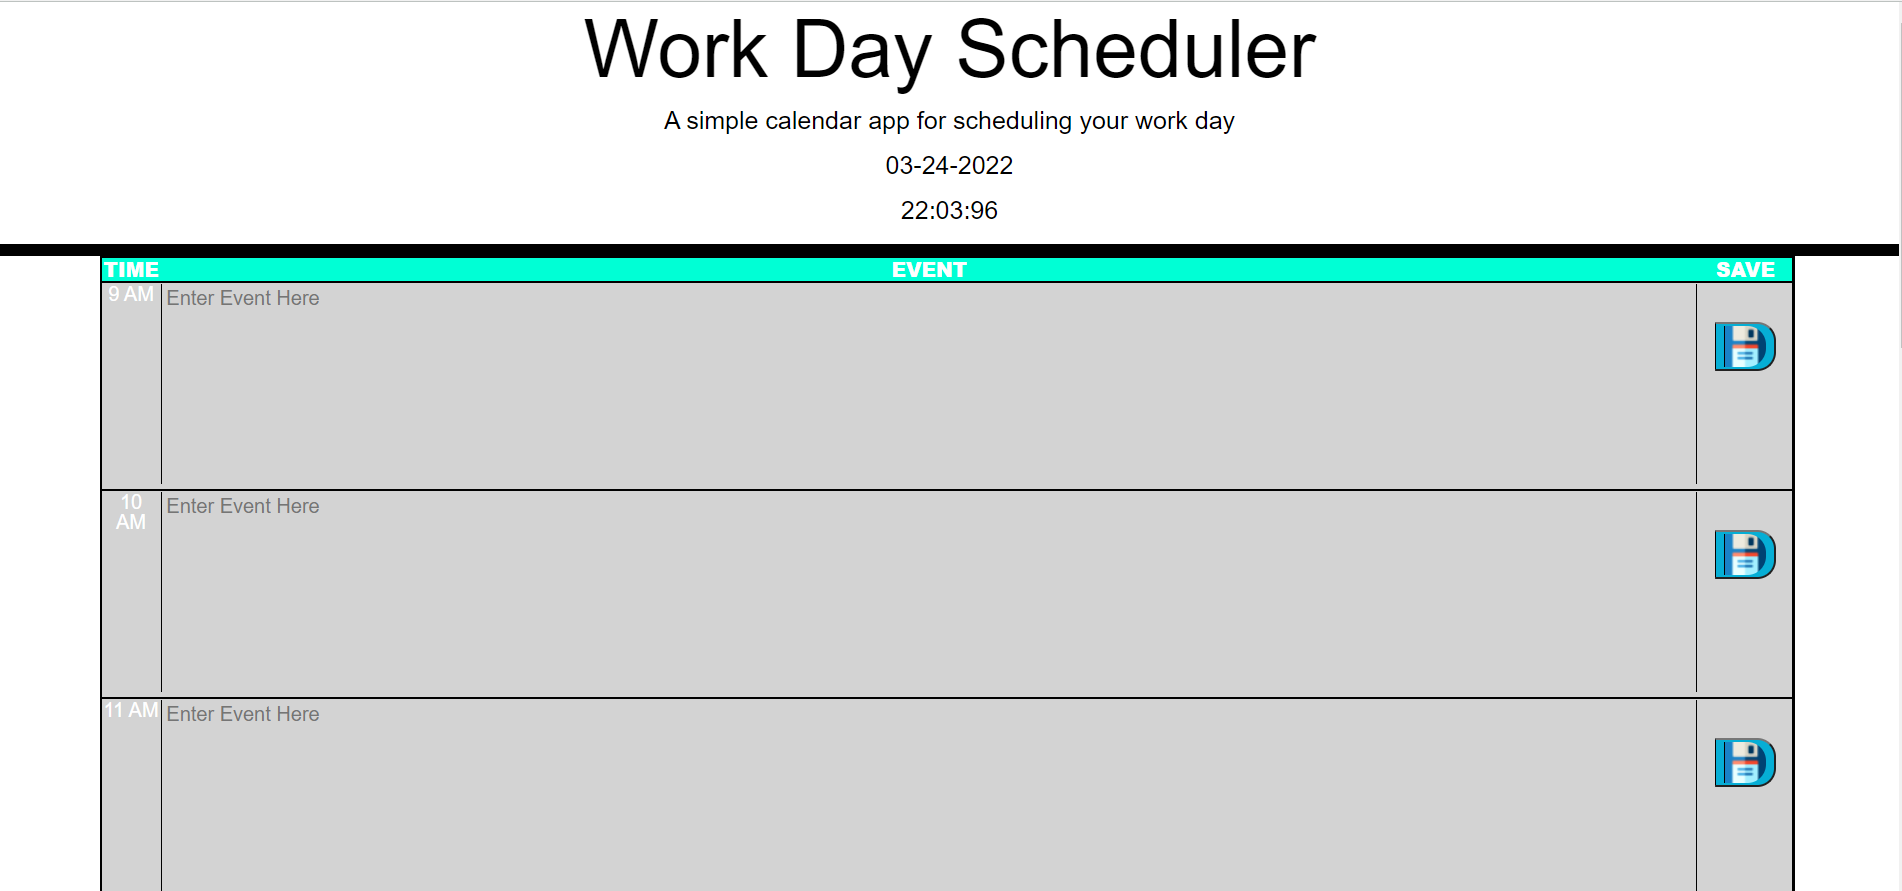 Work Day Scheduler
A simple calendar app for scheduling your work day
03-24-2022
22:03:96
TIME EVENT SAVE
9 AM Enter Event Here
10 Enter Event Here
AM
11 AM Enter Event Here